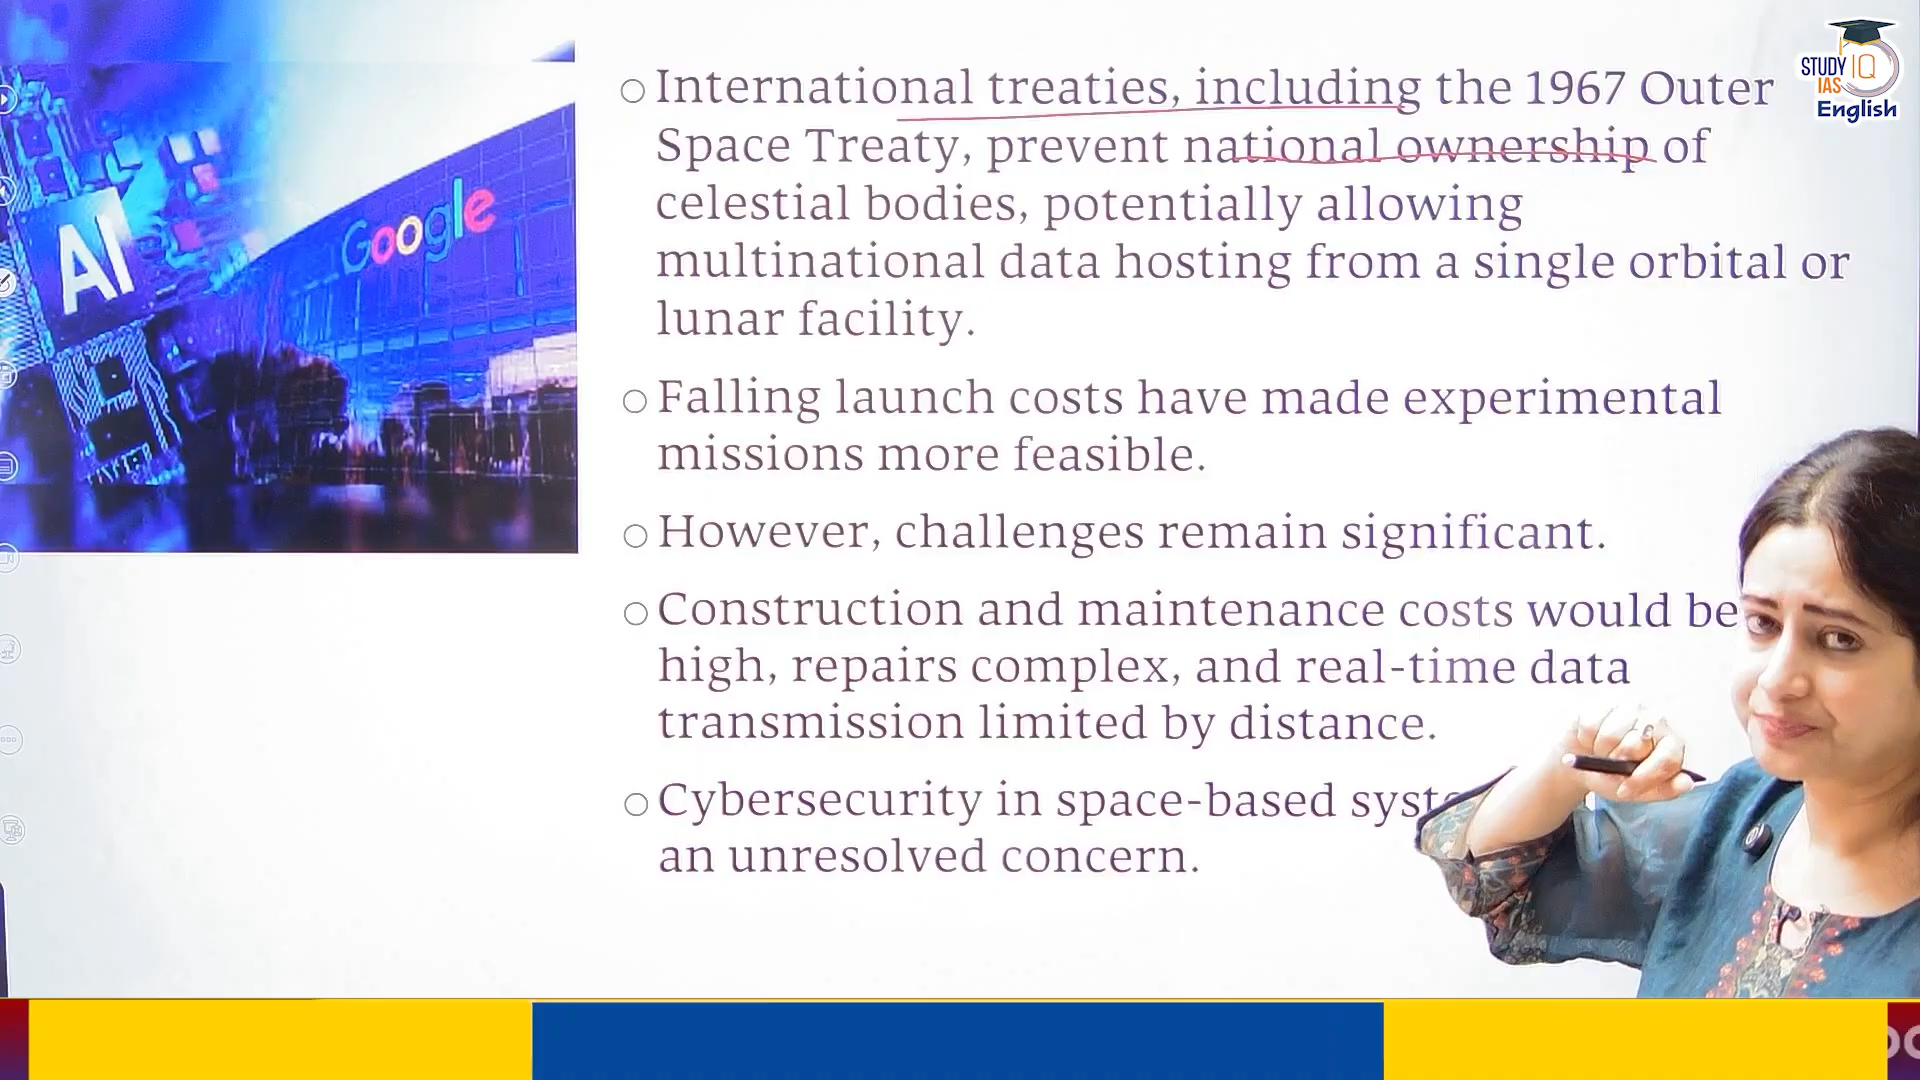 International treaties, including the 1967 Outer
Space Treaty, prevent national ownership of
celestial bodies, potentially allowing
multinational data hosting from a single orbital or
lunar facility.
Falling launch costs have made experimental
missions more feasible.
However, challenges remain significant.
Construction and maintenance costs would be
high, repairs complex, and real-time data
transmission limited by distance.
Cybersecurity in space-based
an unresolved concern.
STUDY IQ
IAS
English
AI
Google